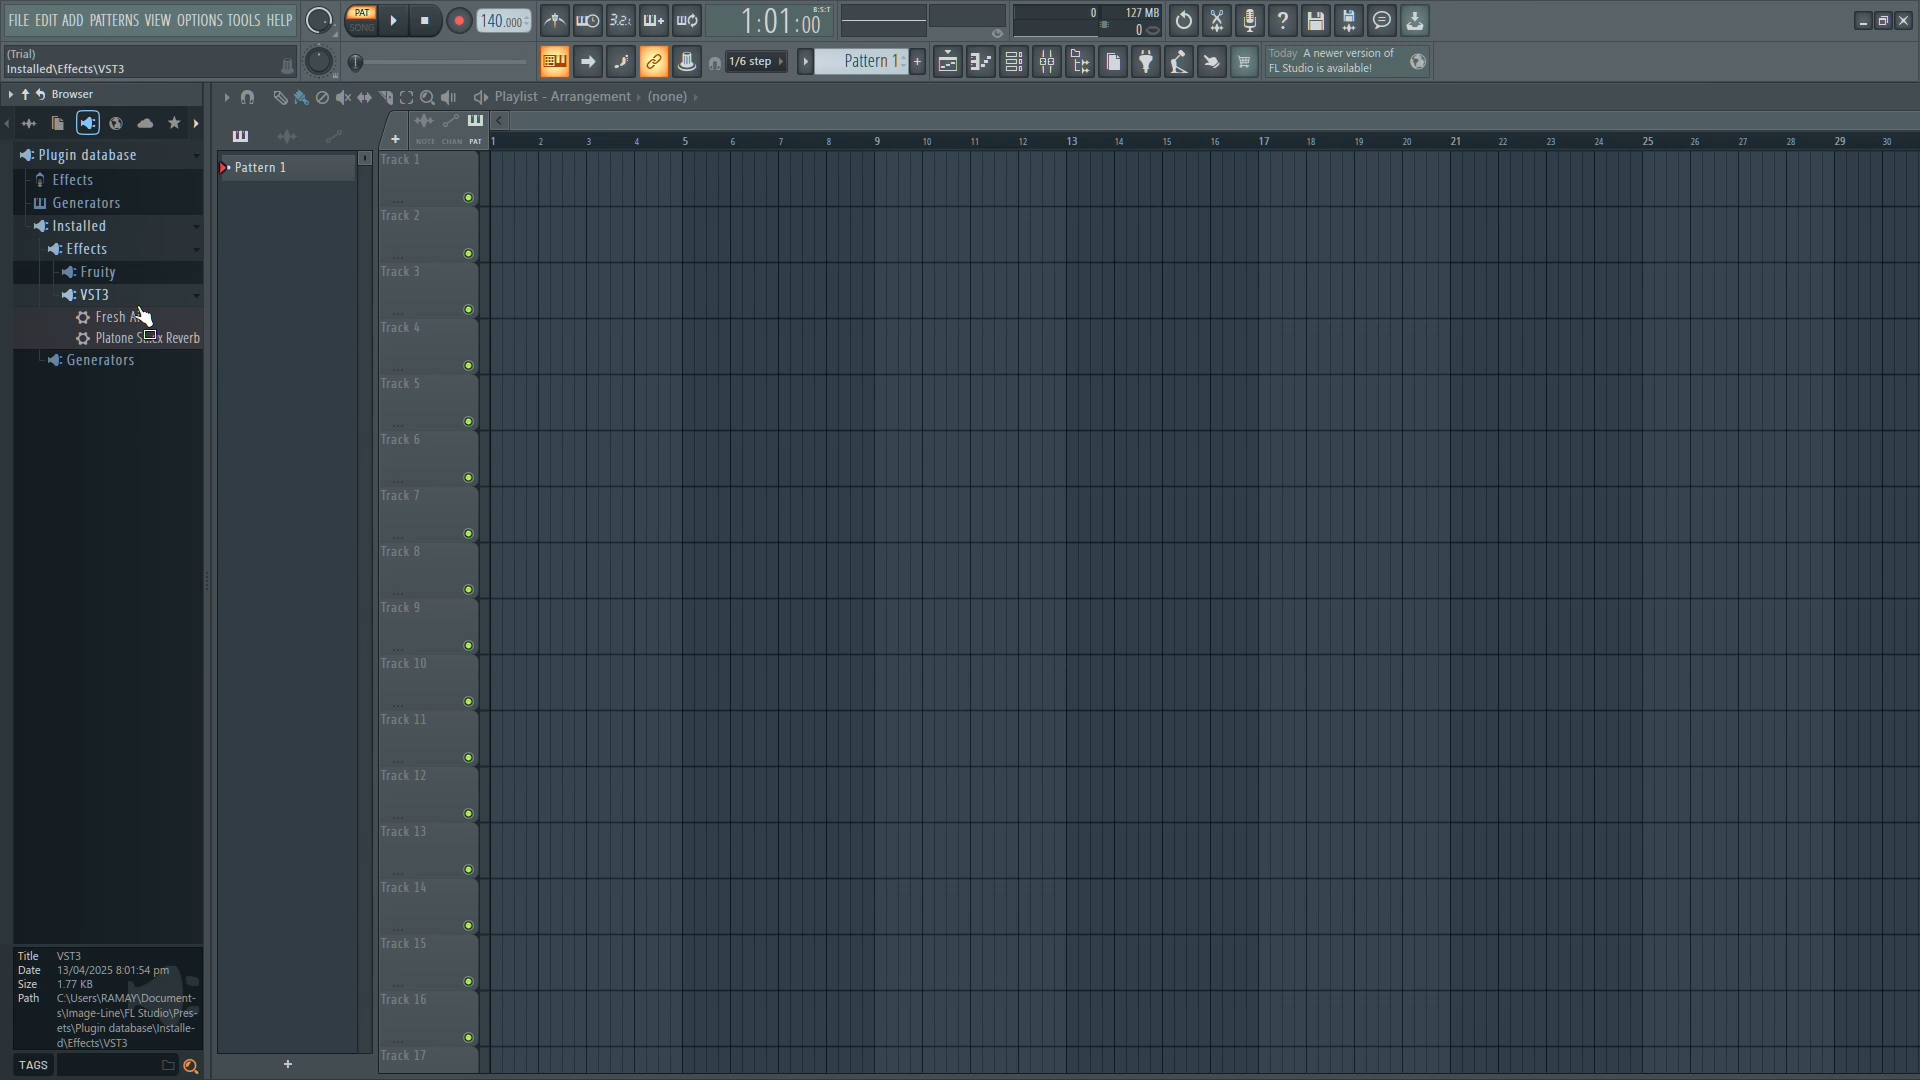 FILE EDIT ADD PATTERNS VIEW OPTIONS TOOLS HELP
(Trial)
Installed\Effects\VST3
PAT
SONG
140.000
3.2.
1:01:00
B:S:T
0
127 MB
0
1/6 step
Pattern 1
+
Today A newer version of
FL Studio is available!
Browser
Plugin database
Effects
Generators
Installed
Effects
Fruity
VST3
Fresh
Platone
Reverb
Generators
Playlist - Arrangement (none)
NOTE CHAN PAT
Pattern 1
1 2 3 4 5 6 7 8 9 10 11 12 13 14 15 16 17 18 19 20 21 22 23 24 25 26 27 28 29 30
Track 1
Track 2
Track 3
Track 4
Track 5
Track 6
Track 7
Track 8
Track 9
Track 10
Track 11
Track 12
Track 13
Track 14
Track 15
Track 16
Track 17
Title VST3
Date 13/04/2025 8:01:54 pm
Size 1.77 KB
Path C:\Users\RAMAY\Document-
s\Image-Line\FL Studio\Pres-
ets\Plugin database\Installe-
d\Effects\VST3
TAGS